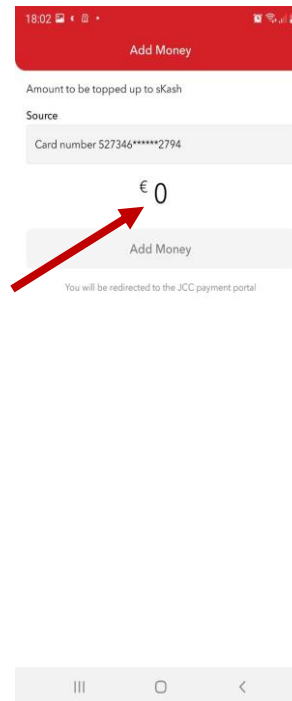 18:02
Add Money
Amount to be topped up to sKash
Source
Card number 527346******2794
€ 0
Add Money
You will be redirected to the JCC payment portal